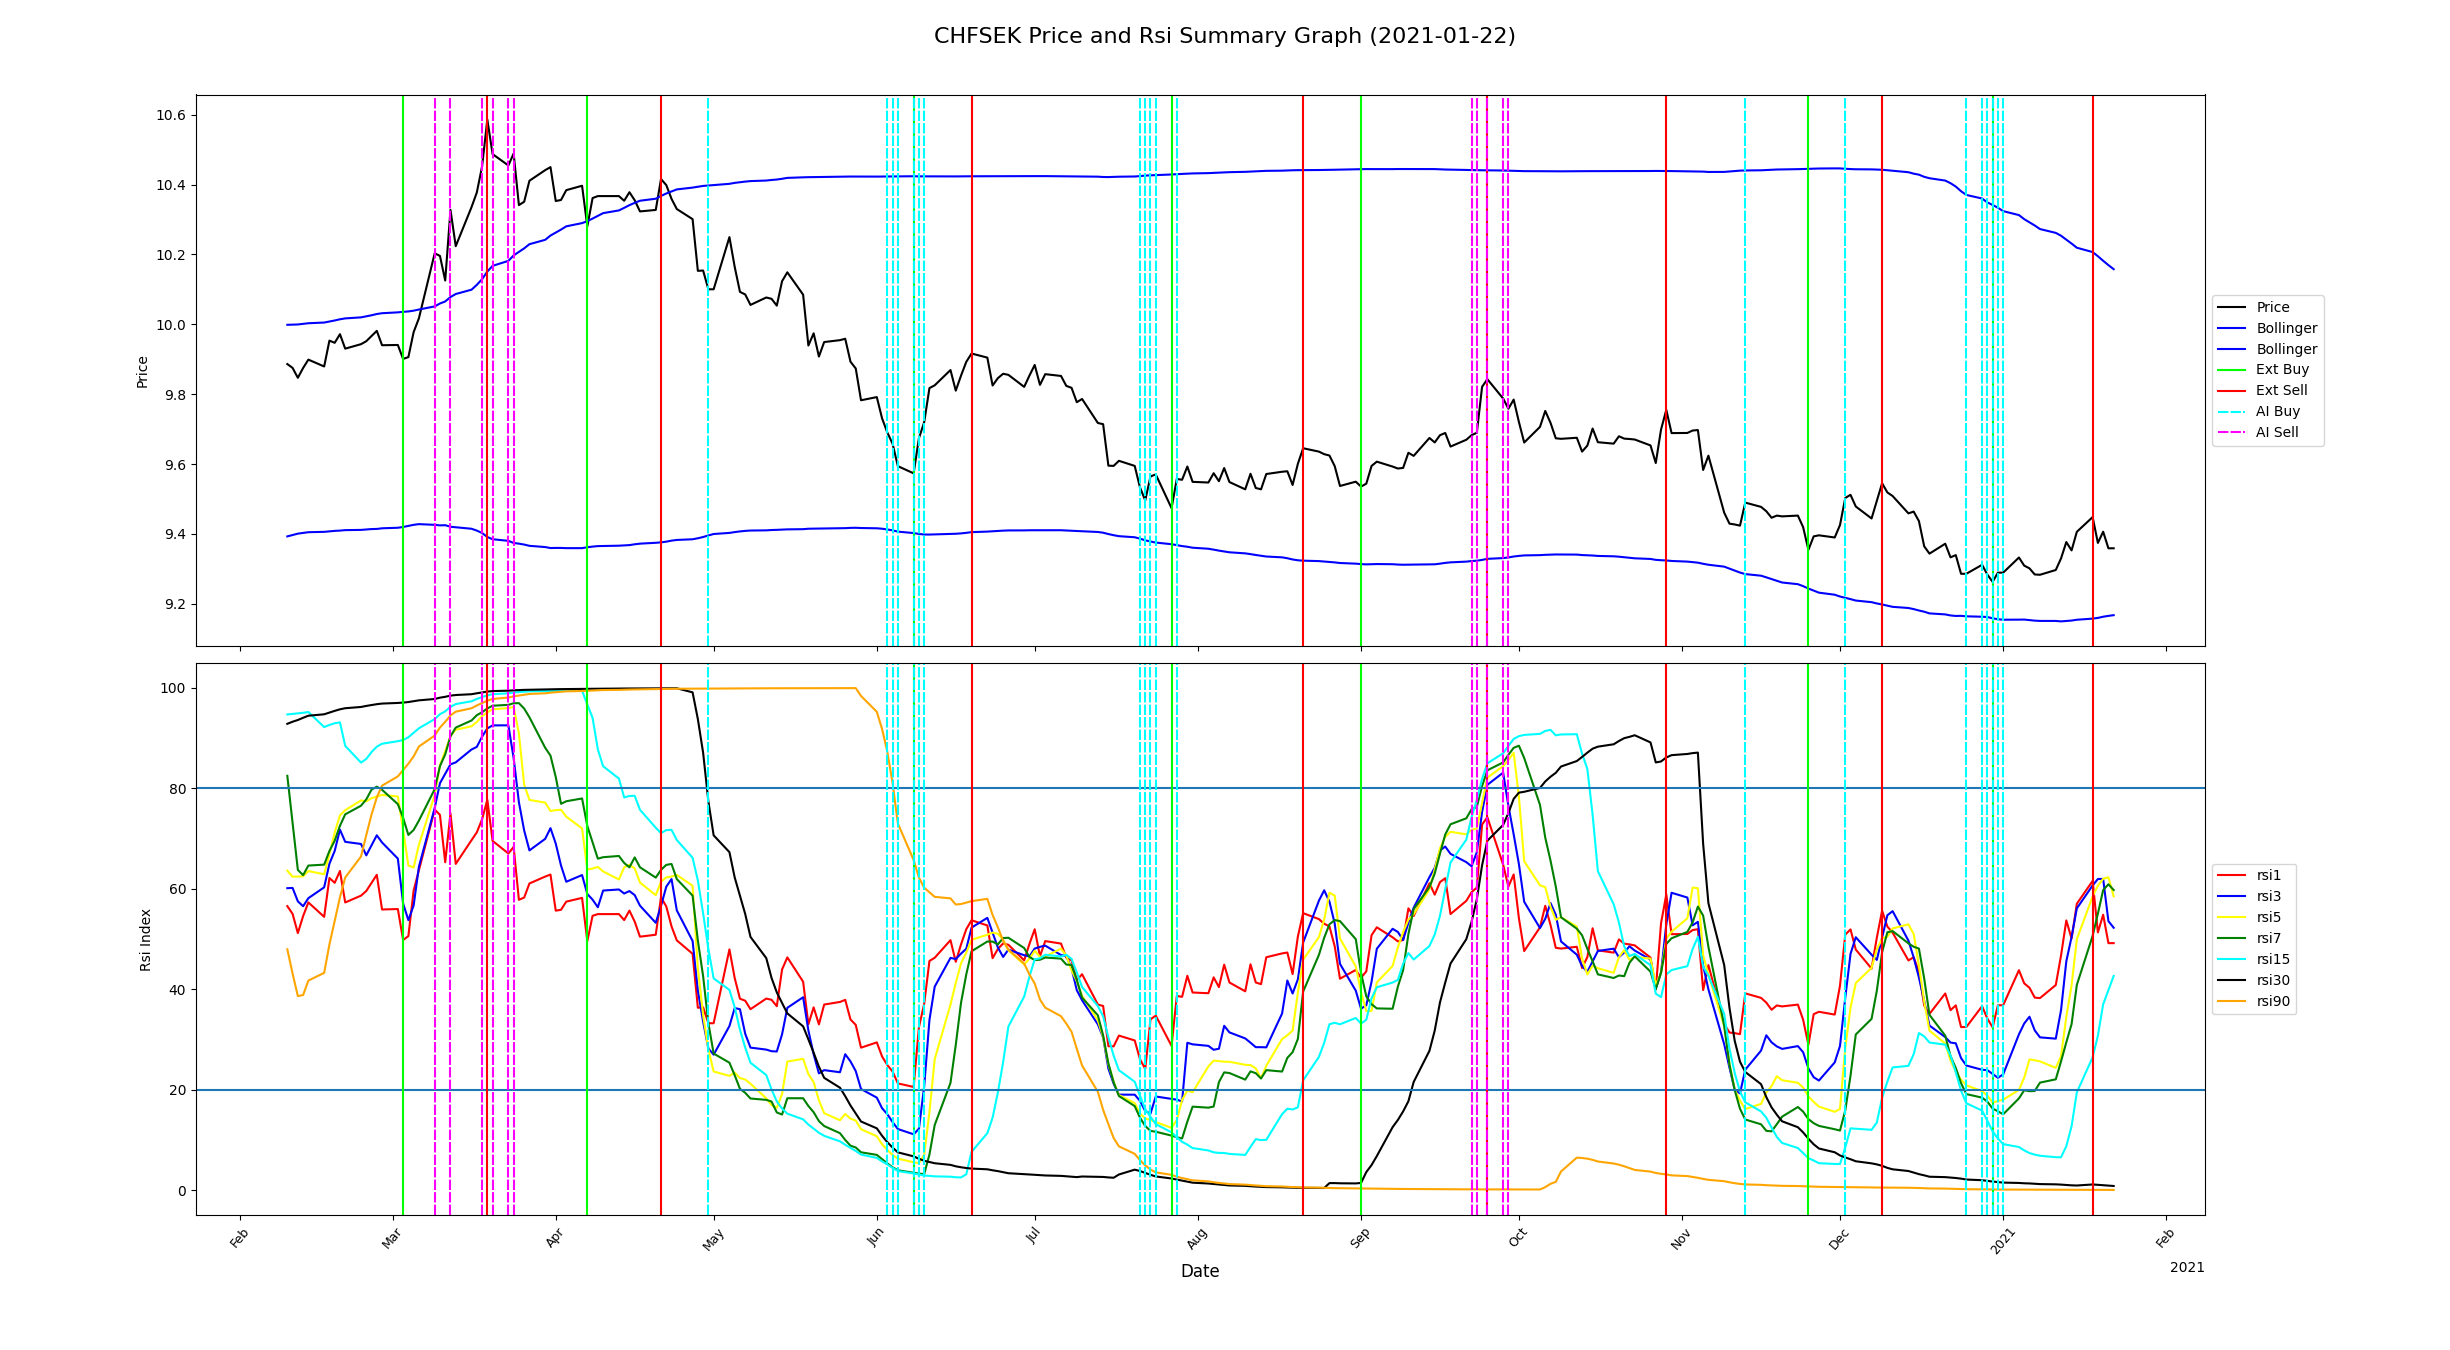 CHFSEK Price and Rsi Summary Graph (2021-01-22)
10.6
10.4
10.2
10.0
9.8
9.6
9.4
9.2
Price
Price
Bollinger
Bollinger
Ext Buy
Ext Sell
AI Buy
AI Sell
100
80
60
40
20
0
Rsi Index
rsi1
rsi3
rsi5
rsi7
rsi15
rsi30
rsi90
Feb Mar Apr May Jun Jul Aug Sep Oct Nov Dec 2021 Feb
Date
2021